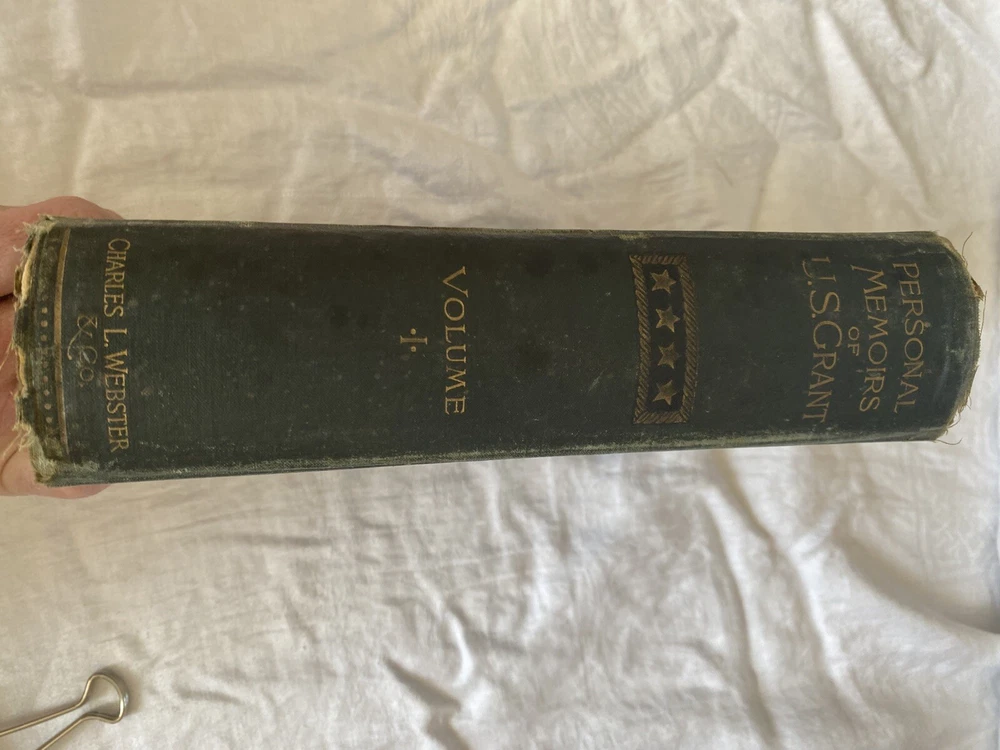 PERSONAL
MEMOIRS
OF
U.S. GRANT
VOLUME
·I·
CHARLES L. WEBSTER
& Co.